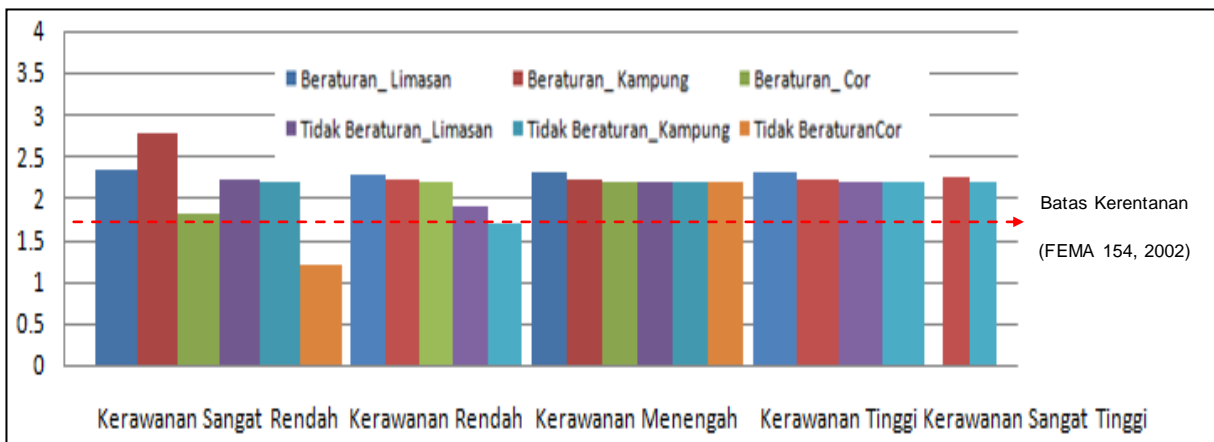 4
3.5
3
2.5
2
1.5
1
0.5
0
Beraturan_ Limasan Beraturan_ Kampung Beraturan_ Cor
Tidak Beraturan_Limasan Tidak Beraturan_Kampung Tidak BeraturanCor
Batas Kerentanan
(FEMA 154, 2002)
Kerawanan Sangat Rendah Kerawanan Rendah Kerawanan Menengah Kerawanan Tinggi Kerawanan Sangat Tinggi